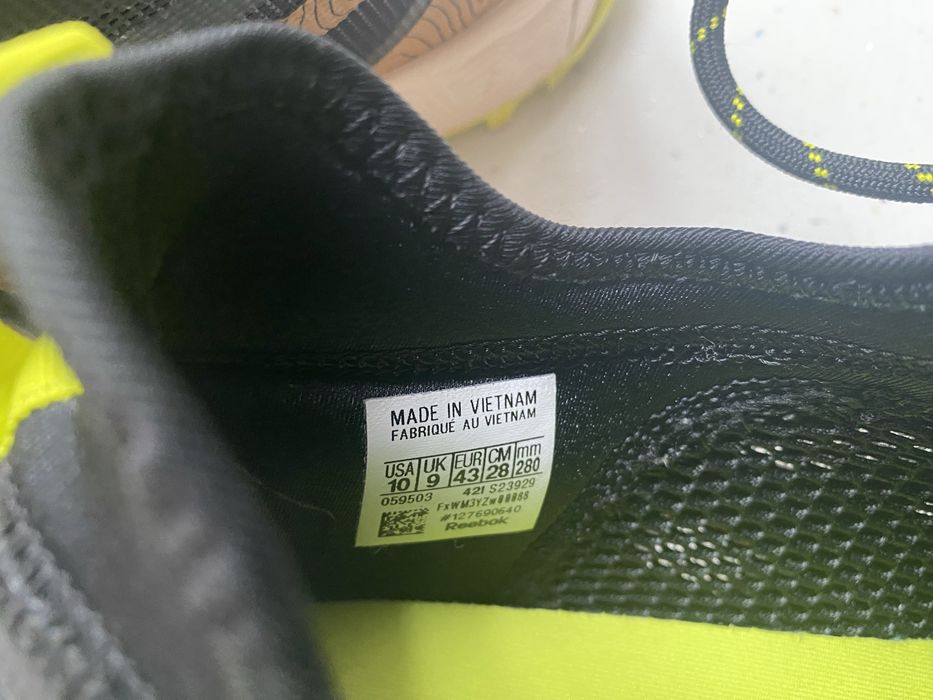 MADE IN VIETNAM
FABRIQUÉ AU VIETNAM
USA UK EUR CM mm
10 9 43 28 280
059503 421 S23929
#127690640
Reebok